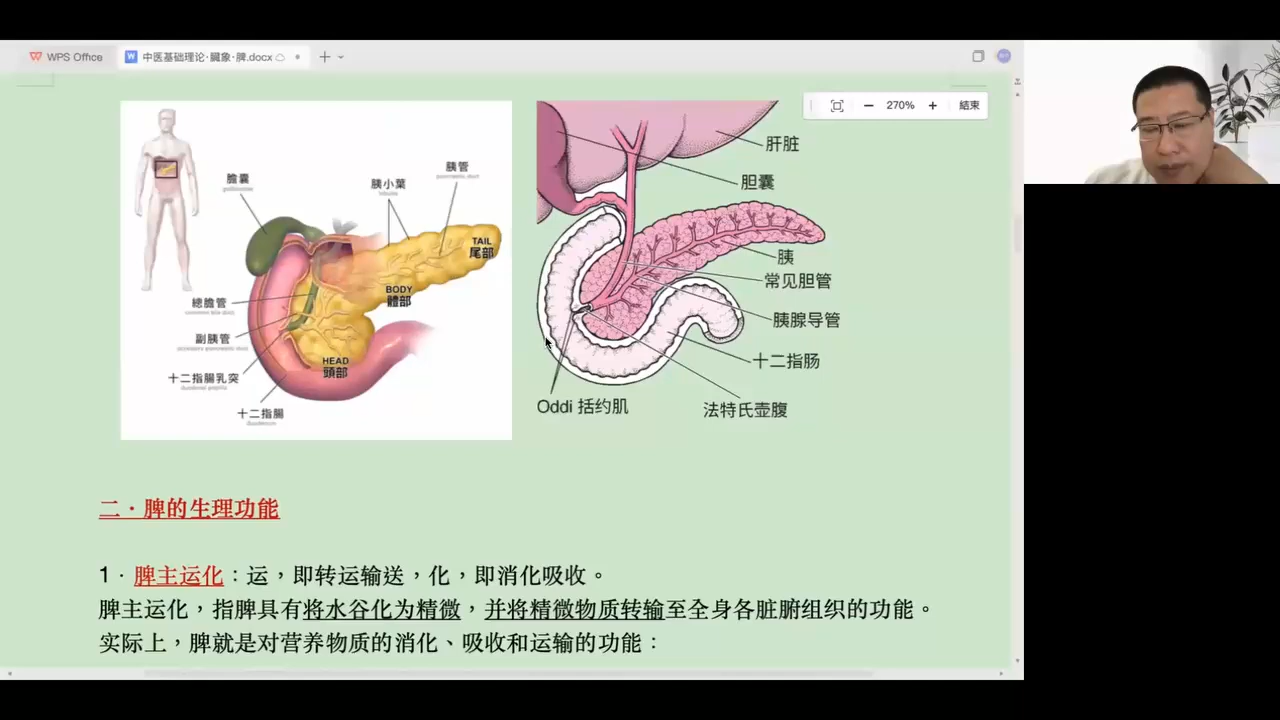 WPS Office
中医基础理论·臟象·脾.docx
270%
結束
膽囊
胰小葉
胰管
TAIL
尾部
BODY
體部
總膽管
副胰管
HEAD
頭部
十二指腸乳突
十二指腸
肝脏
胆囊
胰
常见胆管
胰腺导管
十二指肠
Oddi 括约肌
法特氏壶腹
二·脾的生理功能
1·脾主运化：运，即转运输送，化，即消化吸收。
脾主运化，指脾具有将水谷化为精微，并将精微物质转输至全身各脏腑组织的功能。
实际上，脾就是对营养物质的消化、吸收和运输的功能：